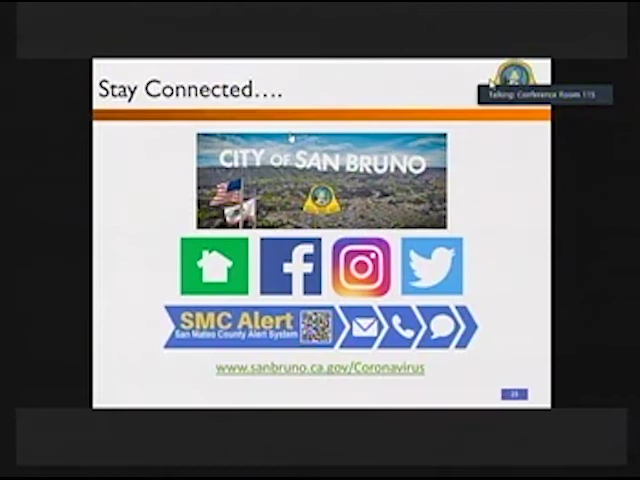 Stay Connected....
Talking: Conference Room 115
CITY OF SAN BRUNO
SMC Alert
San Mateo County Alert System
www.sanbruno.ca.gov/Coronavirus